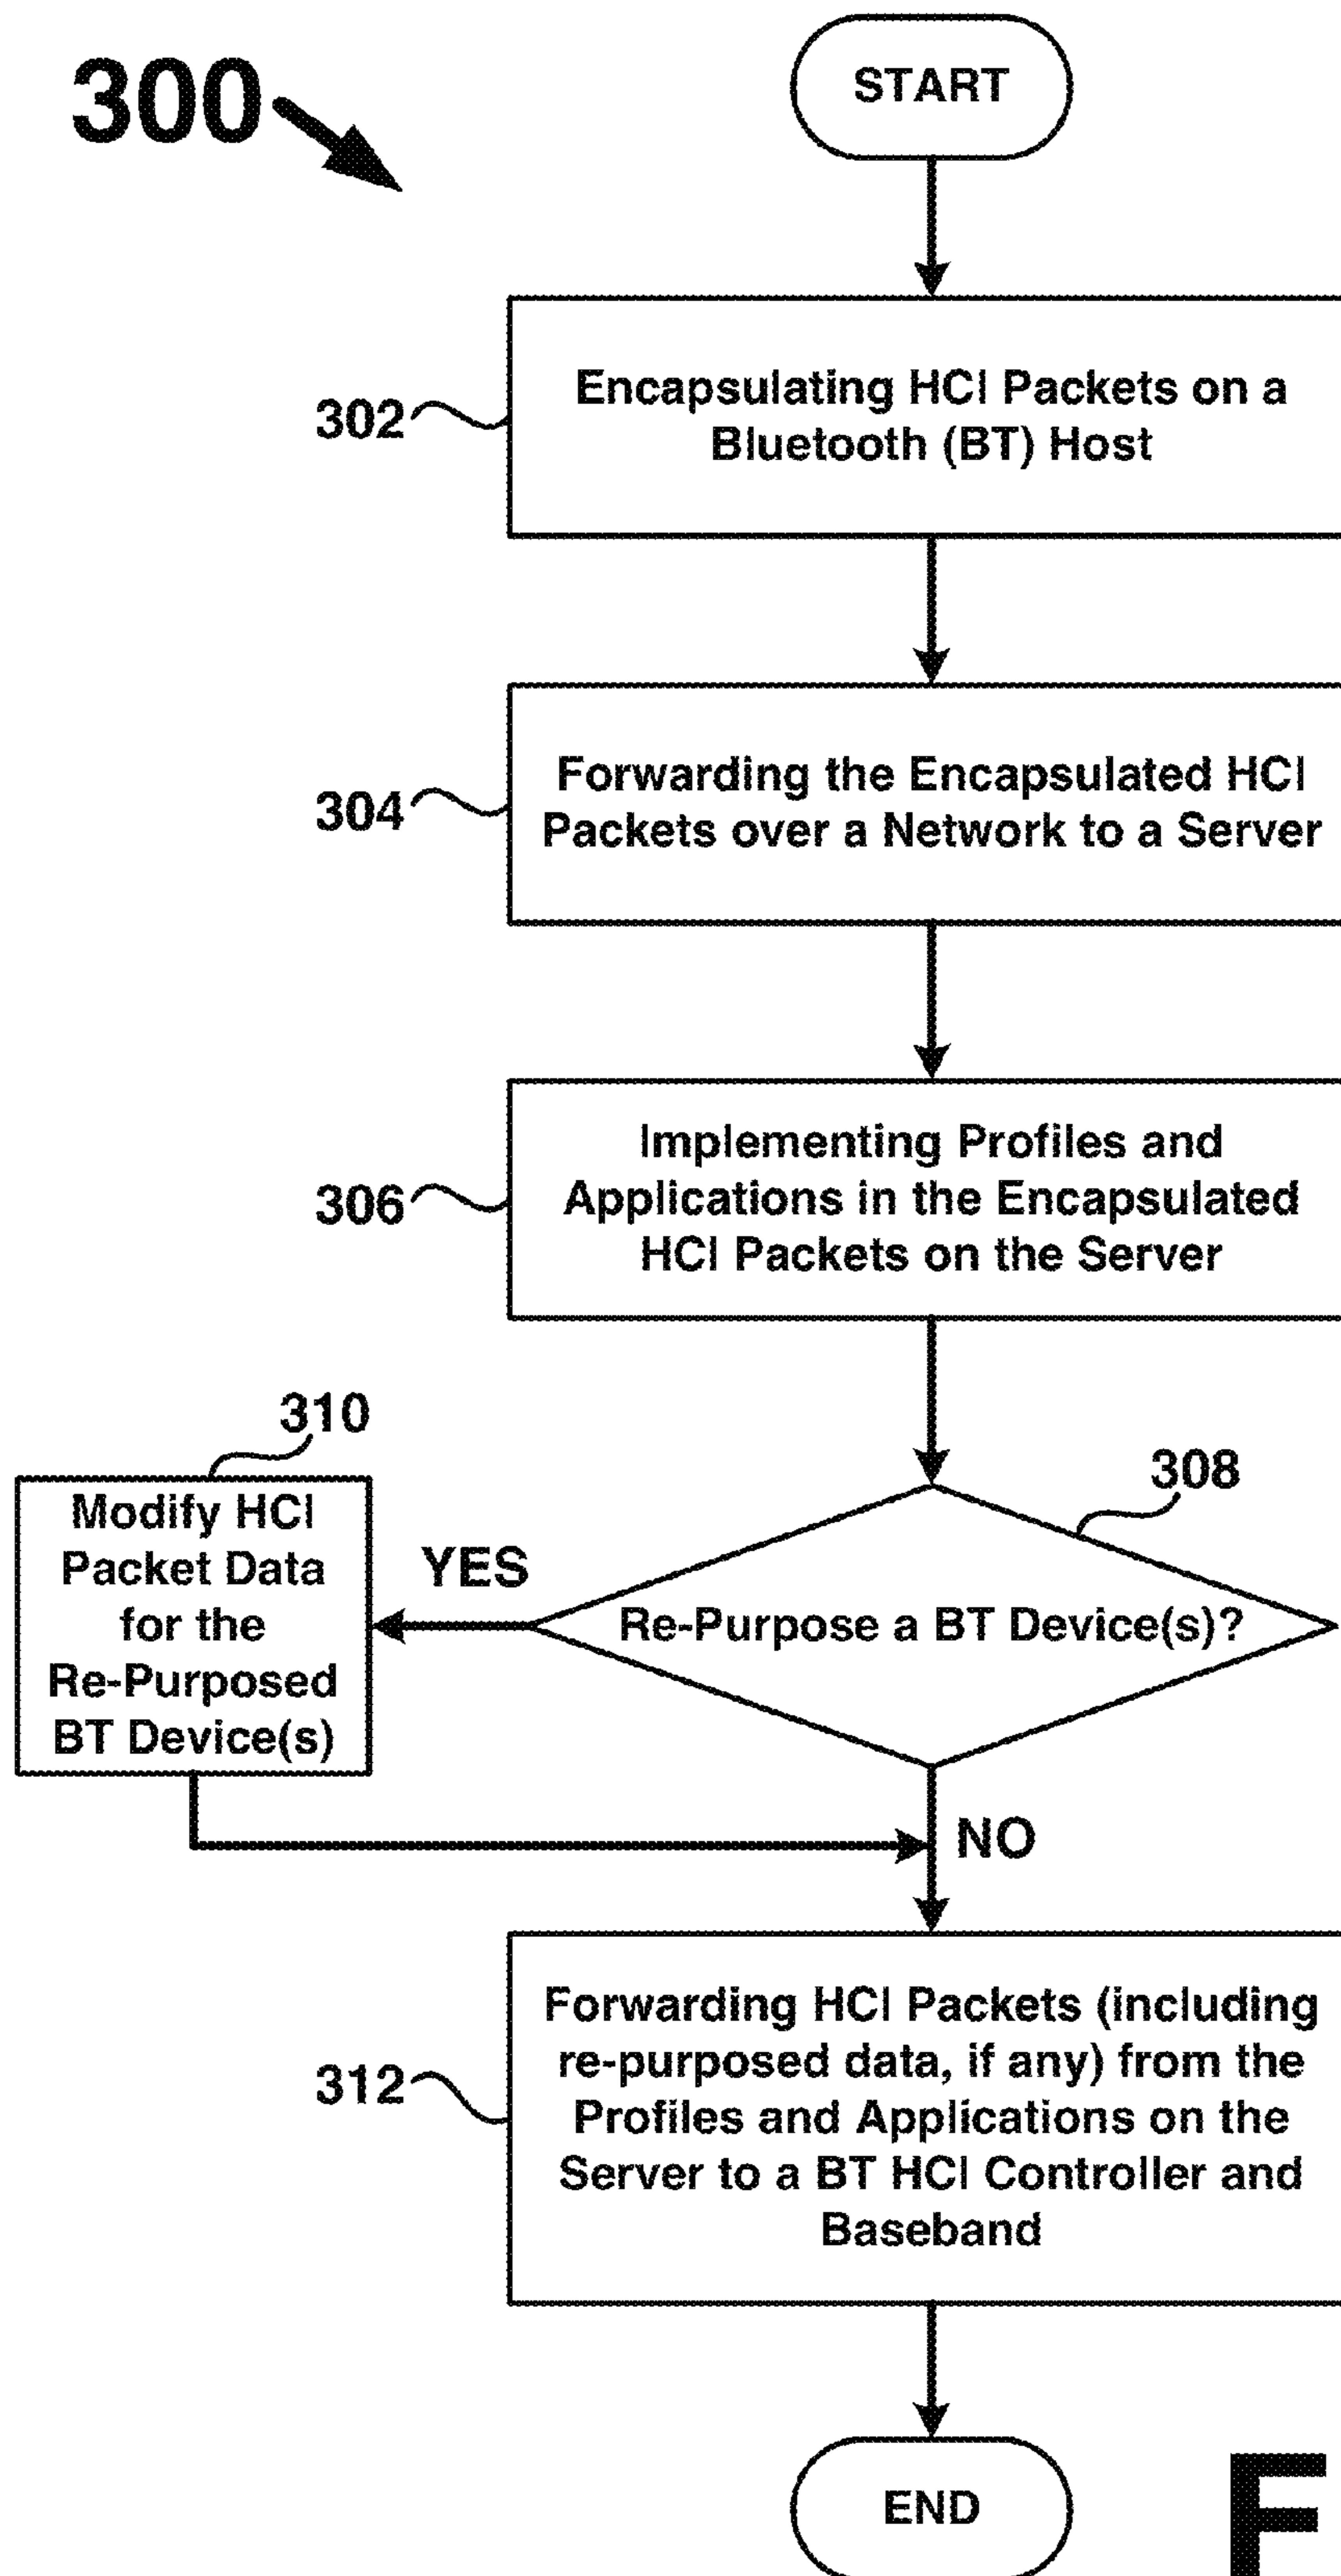 300
START
302
Encapsulating HCI Packets on a
Bluetooth (BT) Host
304
Forwarding the Encapsulated HCI
Packets over a Network to a Server
306
Implementing Profiles and
Applications in the Encapsulated
HCI Packets on the Server
310
Modify HCI
Packet Data
for the
Re-Purposed
BT Device(s)
YES
308
Re-Purpose a BT Device(s)?
NO
312
Forwarding HCI Packets (including
re-purposed data, if any) from the
Profiles and Applications on the
Server to a BT HCI Controller and
Baseband
END
F